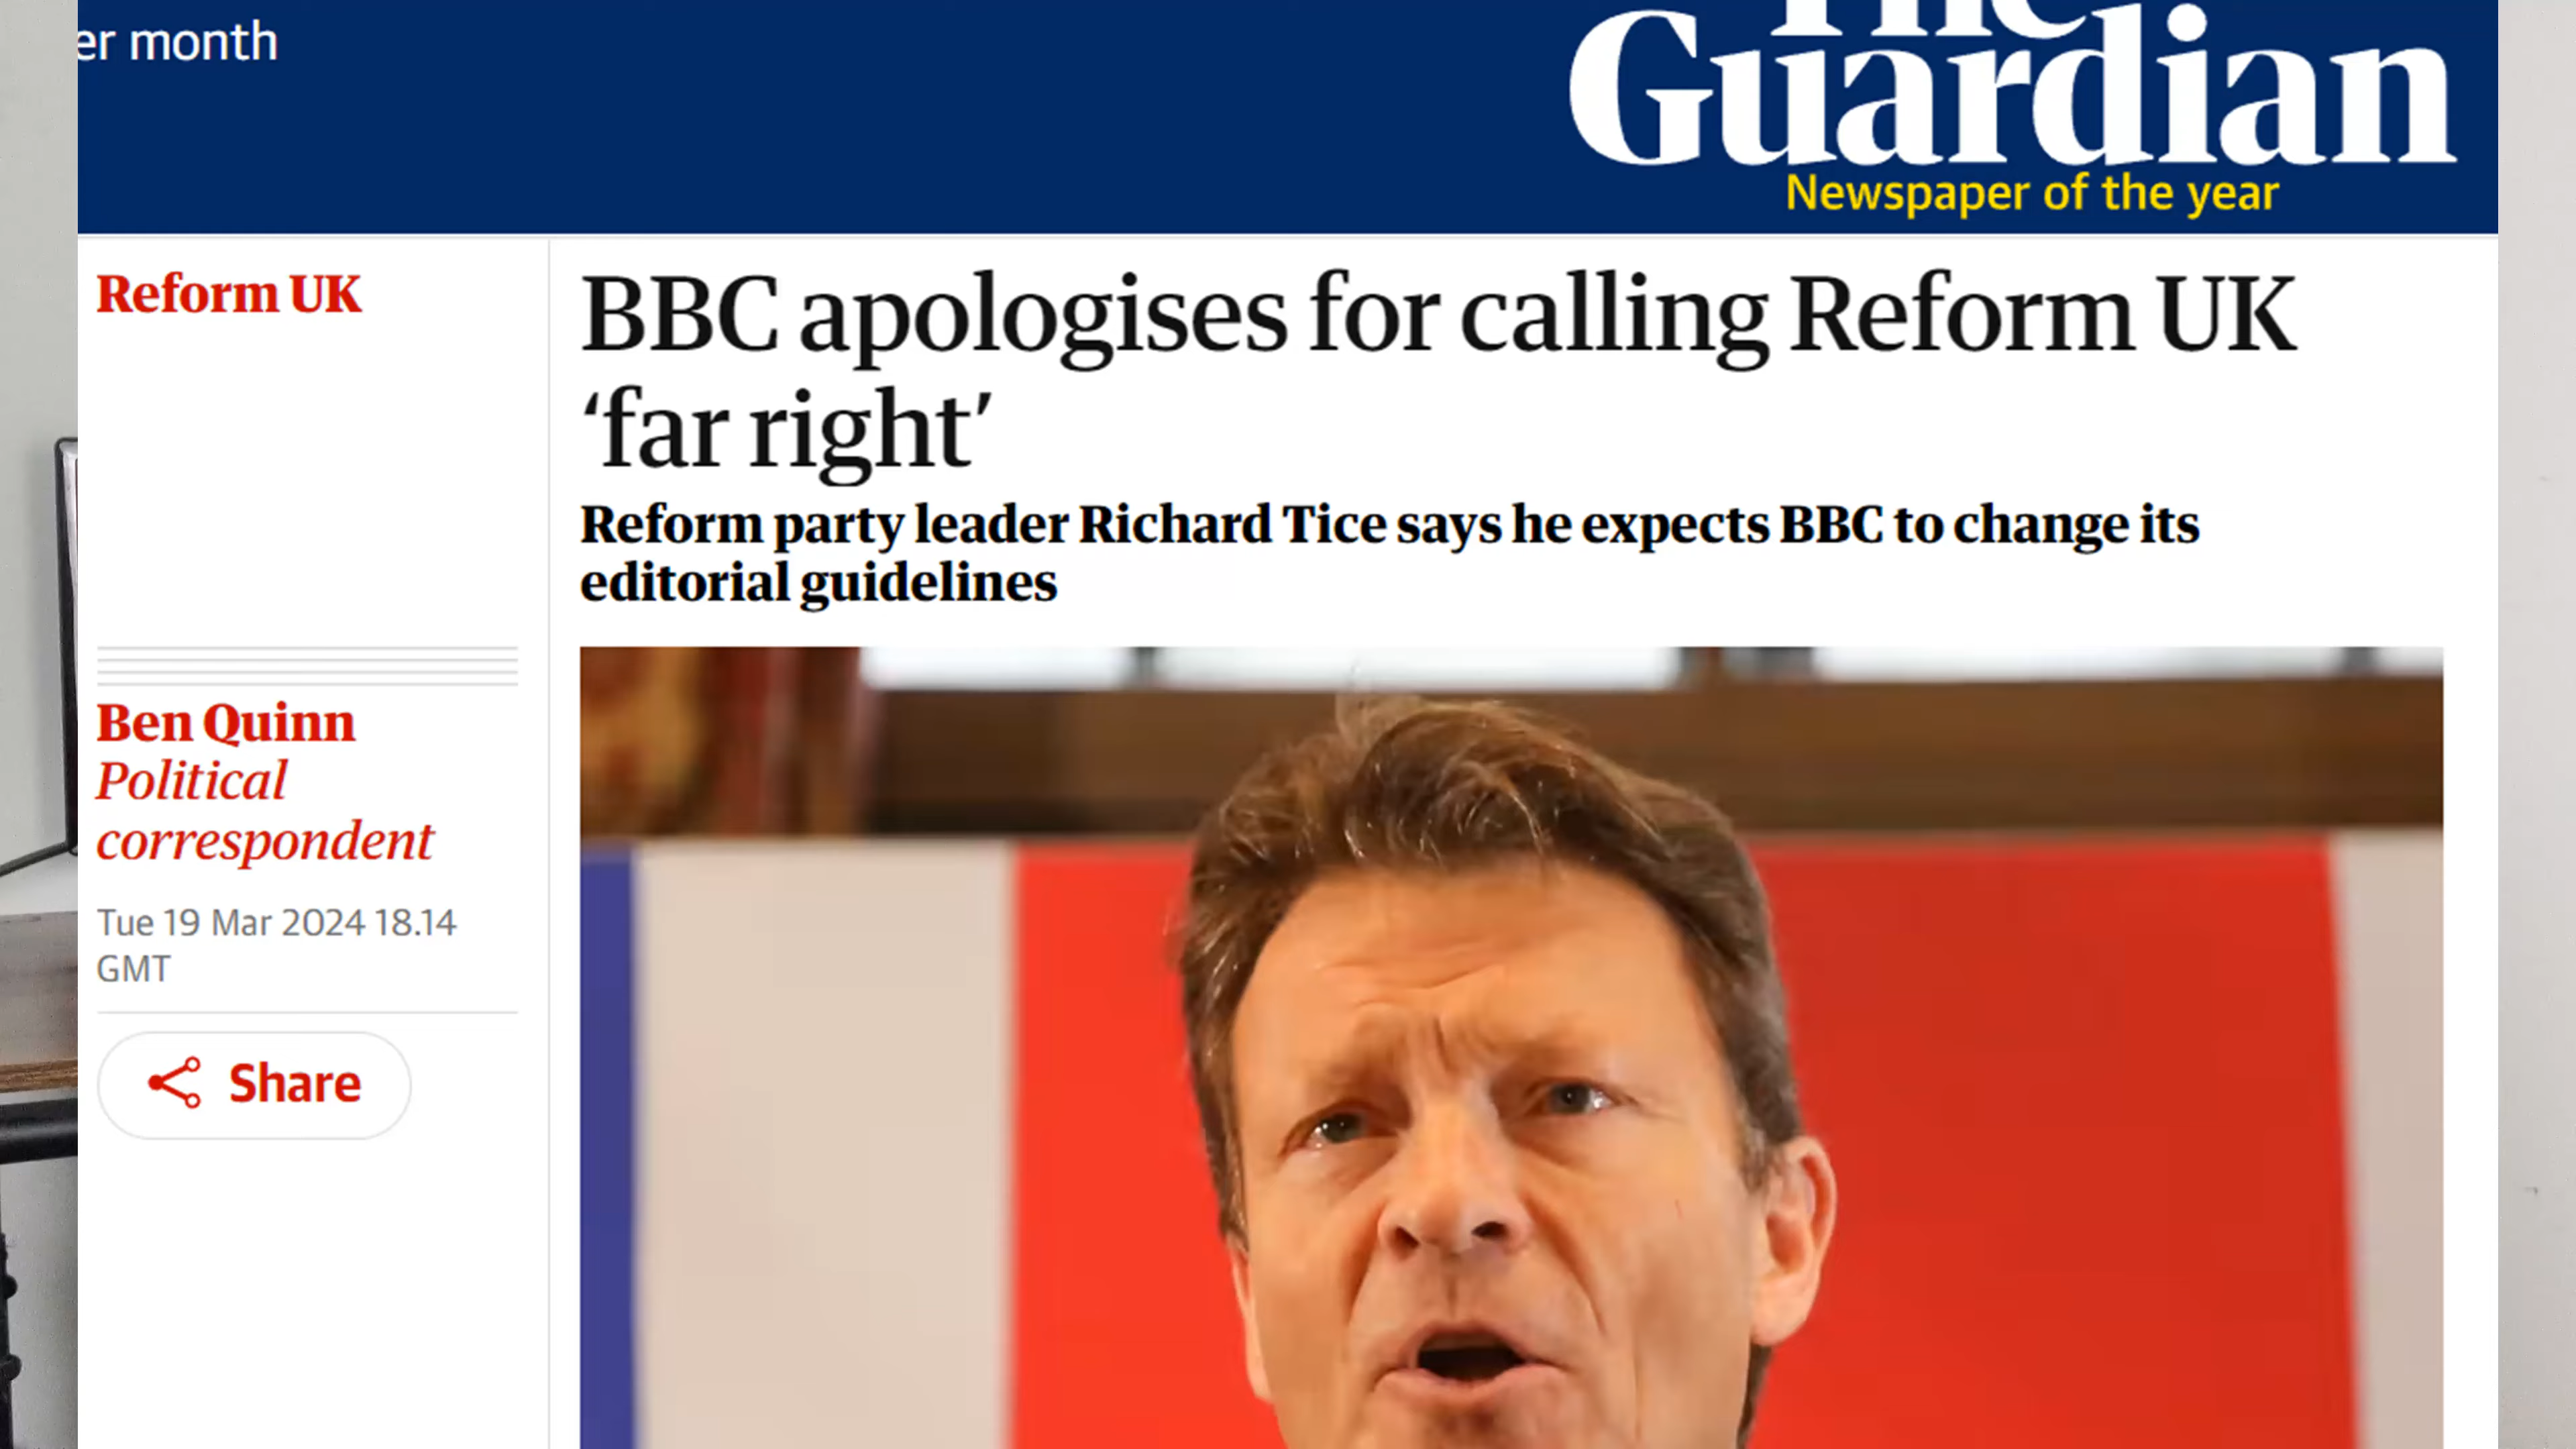 er month
The
Guardian
Newspaper of the year
Reform UK
BBC apologises for calling Reform UK
‘far right’
Reform party leader Richard Tice says he expects BBC to change its
editorial guidelines
Ben Quinn
Political
correspondent
Tue 19 Mar 2024 18.14
GMT
Share